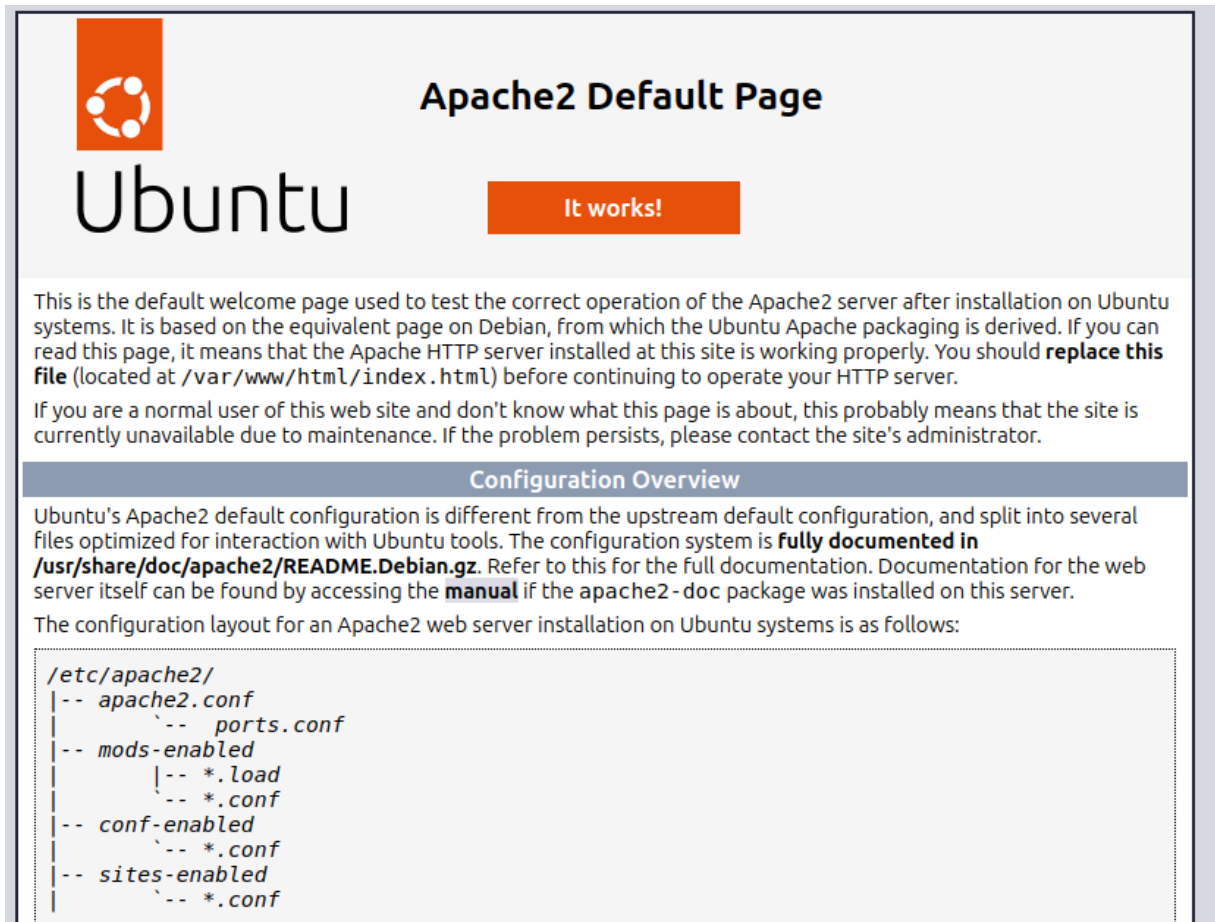 Apache2 Default Page
Ubuntu
It works!
This is the default welcome page used to test the correct operation of the Apache2 server after installation on Ubuntu
systems. It is based on the equivalent page on Debian, from which the Ubuntu Apache packaging is derived. If you can
read this page, it means that the Apache HTTP server installed at this site is working properly. You should replace this
file (located at /var/www/html/index.html) before continuing to operate your HTTP server.
If you are a normal user of this web site and don't know what this page is about, this probably means that the site is
currently unavailable due to maintenance. If the problem persists, please contact the site's administrator.
Configuration Overview
Ubuntu's Apache2 default configuration is different from the upstream default configuration, and split into several
files optimized for interaction with Ubuntu tools. The configuration system is fully documented in
/usr/share/doc/apache2/README.Debian.gz. Refer to this for the full documentation. Documentation for the web
server itself can be found by accessing the manual if the apache2-doc package was installed on this server.
The configuration layout for an Apache2 web server installation on Ubuntu systems is as follows:
/etc/apache2/
|-- apache2.conf
|       `--  ports.conf
|-- mods-enabled
|       |-- *.load
|       `-- *.conf
|-- conf-enabled
|       `-- *.conf
|-- sites-enabled
|       `-- *.conf